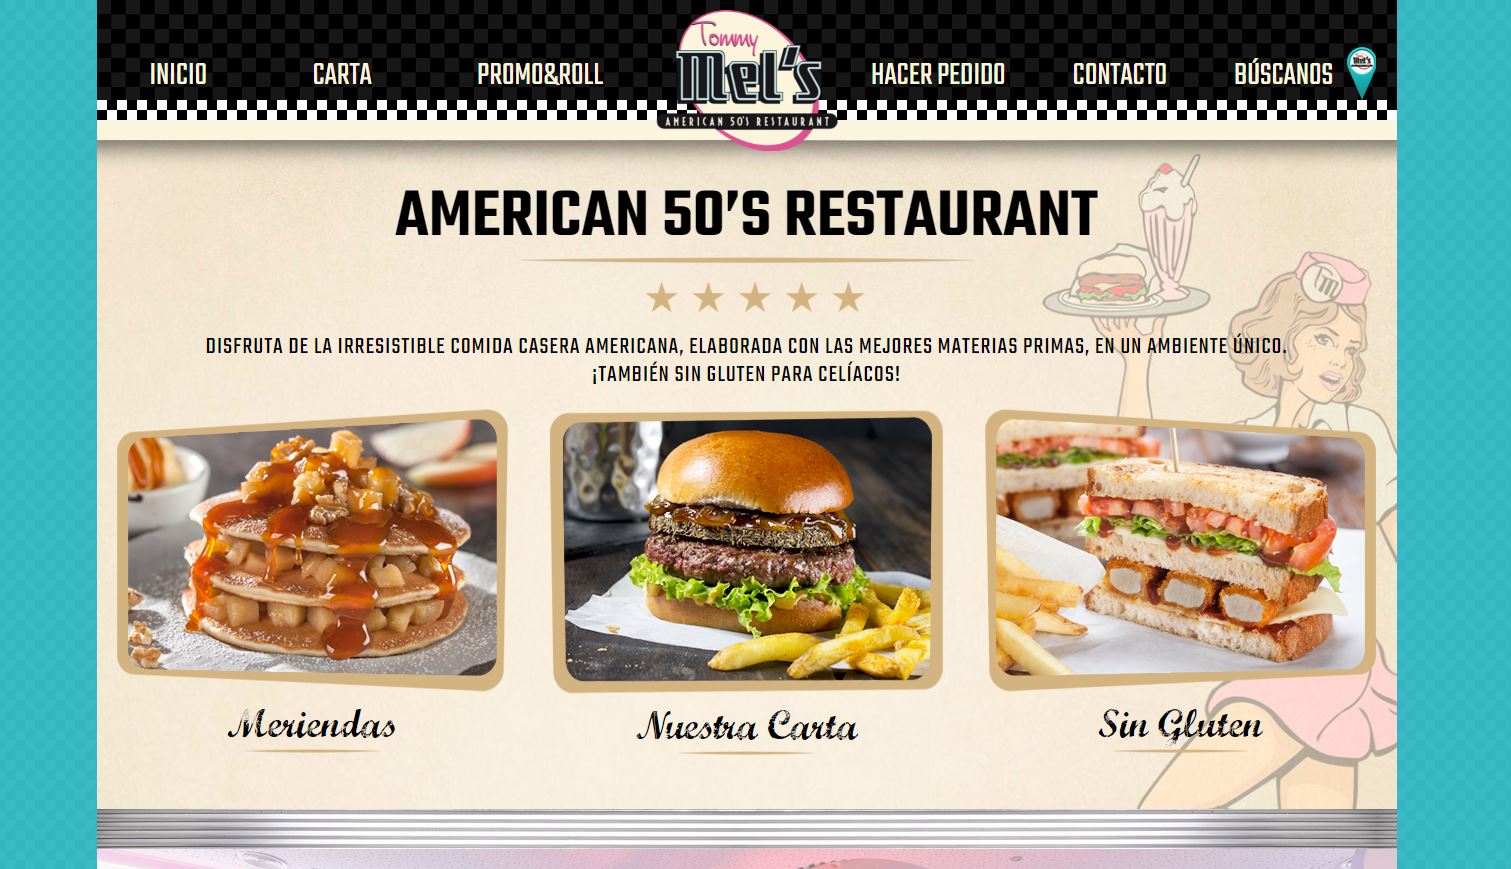 INICIO CARTA PROMO&ROLL
Tommy
Mel's
AMERICAN 50'S RESTAURANT
HACER PEDIDO CONTACTO BÚSCANOS
AMERICAN 50'S RESTAURANT
DISFRUTA DE LA IRRESISTIBLE COMIDA CASERA AMERICANA, ELABORADA CON LAS MEJORES MATERIAS PRIMAS, EN UN AMBIENTE ÚNICO.
¡TAMBIÉN SIN GLUTEN PARA CELÍACOS!
Tm
Meriendas Nuestra Carta Sin Gluten